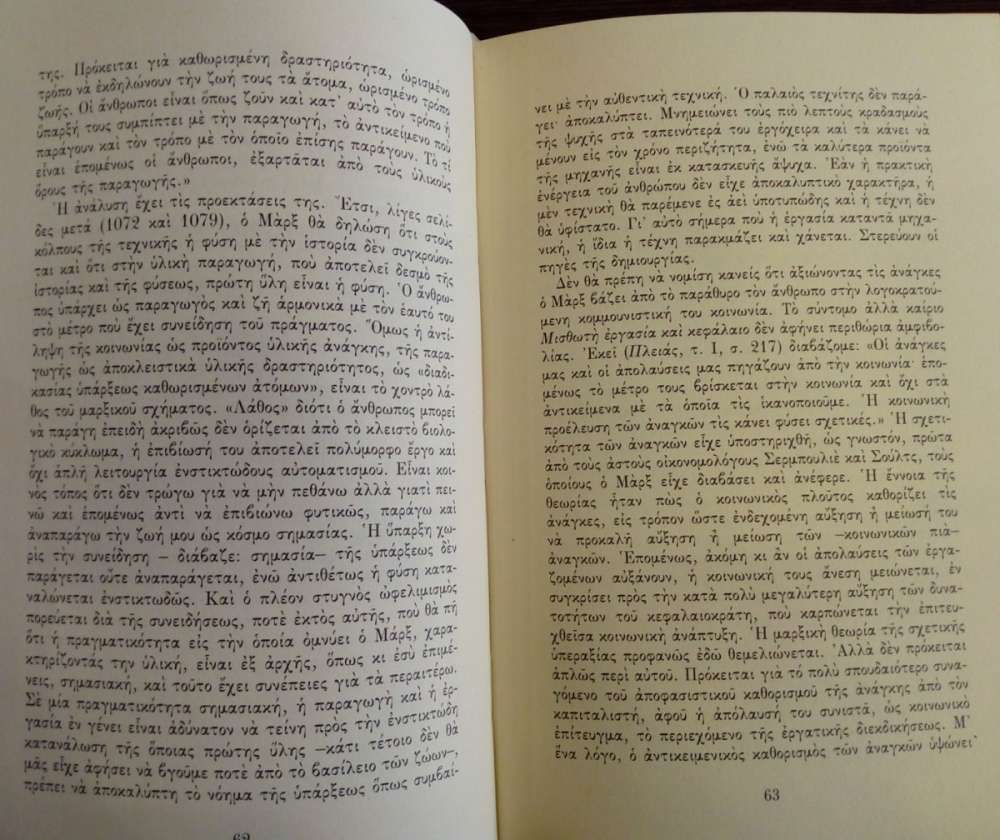 της. Πρόκειται γιὰ καθωρισμένη δραστηριότητα, ὡρισμένο
τρόπο νὰ ἐκδηλώνουν τὴν ζωή τους τὰ ἄτομα, ὡρισμένο τρόπο
ζωῆς. Οἱ ἄνθρωποι εἶναι ὅπως ζοῦν καὶ κατ' αὐτὸ τὸν τρόπο ἡ
ὕπαρξή τους συμπίπτει μὲ τὴν παραγωγή, τὸ ἀντικείμενο ποὺ
παράγουν καὶ τὸν τρόπο μὲ τὸν ὁποῖο ἐπίσης παράγουν. Τὸ τί
εἶναι ἑπομένως οἱ ἄνθρωποι, ἐξαρτᾶται ἀπὸ τοὺς ὑλικοὺς
ὅρους τῆς παραγωγῆς.»
Ἡ ἀνάλυση ἔχει τὶς προεκτάσεις της. Ἔτσι, λίγες σελί-
δες μετά (1072 καὶ 1079), ὁ Μὰρξ θὰ δηλώση ὅτι στοὺς
κόλπους τῆς τεχνικῆς ἡ φύση μὲ τὴν ἱστορία δὲν συγκρούον-
ται καὶ ὅτι στὴν ὑλικὴ παραγωγή, ποὺ ἀποτελεῖ δεσμὸ τῆς
ἱστορίας καὶ τῆς φύσεως, πρώτη ὕλη εἶναι ἡ φύση. Ὁ ἄνθρω-
πος ὑπάρχει ὡς παραγωγὸς καὶ ζῆ ἁρμονικὰ μὲ τὸν ἑαυτό του
στὸ μέτρο ποὺ ἔχει συνείδηση τοῦ πράγματος. Ὅμως ἡ ἀντί-
ληψη τῆς κοινωνίας ὡς προϊόντος ὑλικῆς ἀνάγκης, τῆς παρα-
γωγῆς ὡς ἀποκλειστικὰ ὑλικῆς δραστηριότητος, ὡς «διαδι-
κασίας ὑπάρξεως καθωρισμένων ἀτόμων», εἶναι τὸ χοντρὸ λά-
θος τοῦ μαρξικοῦ σχήματος. «Λάθος» διότι ὁ ἄνθρωπος μπορεῖ
νὰ παράγη ἐπειδὴ ἀκριβῶς δὲν ὁρίζεται ἀπὸ τὸ κλειστὸ βιολο-
γικὸ κύκλωμα, ἡ ἐπιβίωσή του ἀποτελεῖ πολύμορφο ἔργο καὶ
ὄχι ἁπλῆ λειτουργία ἐνστικτώδους αὐτοματισμοῦ. Εἶναι κοι-
νὸς τόπος ὅτι δὲν τρώγω γιὰ νὰ μὴν πεθάνω ἀλλὰ γιατὶ πει-
νῶ καὶ ἑπομένως ἀντὶ νὰ ἐπιβιώνω φυτικῶς, παράγω καὶ
ἀναπαράγω τὴν ζωή μου ὡς κόσμο σημασίας. Ἡ ὕπαρξη χω-
ρὶς τὴν συνείδηση – διάβαζε: σημασία– τῆς ὑπάρξεως δὲν
παράγεται οὔτε ἀναπαράγεται, ἐνῶ ἀντιθέτως ἡ φύση κατα-
ναλώνεται ἐνστικτωδῶς. Καὶ ὁ πλέον στυγνὸς ὠφελιμισμὸς
πορεύεται διὰ τῆς συνειδήσεως, ποτὲ ἐκτὸς αὐτῆς, ποὺ θὰ πῆ
ὅτι ἡ πραγματικότητα εἰς τὴν ὁποία ὀμνύει ὁ Μάρξ, χαρα-
κτηρίζοντάς την ὑλική, εἶναι ἐξ ἀρχῆς, ὅπως κι ἐσὺ ἐπιμέ-
νεις, σημασιακή, καὶ τοῦτο ἔχει συνέπειες γιὰ τὰ περαιτέρω.
Σὲ μία πραγματικότητα σημασιακή, ἡ παραγωγὴ καὶ ἡ ἐρ-
γασία ἐν γένει εἶναι ἀδύνατον νὰ τείνη πρὸς τὴν ἐνστικτώδη
κατανάλωση τῆς ὅποιας πρώτης ὕλης –κάτι τέτοιο δὲν θὰ
μᾶς εἶχε ἀφήσει νὰ βγοῦμε ποτὲ ἀπὸ τὸ βασίλειο τῶν ζώων–,
πρέπει νὰ ἀποκαλύπτη τὸ νόημα τῆς ὑπάρξεως ὅπως συμβαί-
62
νει μὲ τὴν αὐθεντικὴ τεχνική. Ὁ παλαιὸς τεχνίτης δὲν παρά-
γει· ἀποκαλύπτει. Μνημειώνει τοὺς πιὸ λεπτοὺς κραδασμοὺς
τῆς ψυχῆς στὰ ταπεινότερά του ἐργόχειρα καὶ τὰ κάνει νὰ
μένουν εἰς τὸν χρόνο περιζήτητα, ἐνῶ τὰ καλύτερα προϊόντα
τῆς μηχανῆς εἶναι ἐκ κατασκευῆς ἄψυχα. Ἐὰν ἡ πρακτικὴ
ἐνέργεια τοῦ ἀνθρώπου δὲν εἶχε ἀποκαλυπτικὸ χαρακτῆρα, ἡ
μὲν τεχνικὴ θὰ παρέμενε ἐς ἀεὶ ὑποτυπώδης καὶ ἡ τέχνη δὲν
θὰ ὑφίστατο. Γι' αὐτὸ σήμερα ποὺ ἡ ἐργασία καταντᾶ μηχα-
νική, ἡ ἴδια ἡ τέχνη παρακμάζει καὶ χάνεται. Στερεύουν οἱ
πηγὲς τῆς δημιουργίας.
Δὲν θὰ πρέπη νὰ νομίση κανεὶς ὅτι ἀξιώνοντας τὶς ἀνάγκες
ὁ Μὰρξ βάζει ἀπὸ τὸ παράθυρο τὸν ἄνθρωπο στὴν λογοκρατού-
μενη κομμουνιστική του κοινωνία. Τὸ σύντομο ἀλλὰ καίριο
Μισθωτὴ ἐργασία καὶ κεφάλαιο δὲν ἀφήνει περιθώρια ἀμφιβο-
λίας. Ἐκεῖ (Πλειάς, τ. I, σ. 217) διαβάζομε: «Οἱ ἀνάγκες
μας καὶ οἱ ἀπολαύσεις μας πηγάζουν ἀπὸ τὴν κοινωνία· ἑπο-
μένως τὸ μέτρο τους βρίσκεται στὴν κοινωνία καὶ ὄχι στὰ
ἀντικείμενα μὲ τὰ ὁποῖα τὶς ἱκανοποιοῦμε. Ἡ κοινωνικὴ
προέλευση τῶν ἀναγκῶν τὶς κάνει φύσει σχετικές.» Ἡ σχετι-
κότητα τῶν ἀναγκῶν εἶχε ὑποστηριχθῆ, ὡς γνωστόν, πρῶτα
ἀπὸ τοὺς ἀστοὺς οἰκονομολόγους Σερμπουλιὲ καὶ Σοὺλτς, τοὺς
ὁποίους ὁ Μὰρξ εἶχε διαβάσει καὶ ἀνέφερε. Ἡ ἔννοια τῆς
θεωρίας ἦταν πὼς ὁ κοινωνικὸς πλοῦτος καθορίζει τὶς
ἀνάγκες, εἰς τρόπον ὥστε ἐνδεχομένη αὔξηση ἢ μείωσή του
νὰ προκαλῆ αὔξηση ἢ μείωση τῶν –κοινωνικῶν πιὰ–
ἀναγκῶν. Ἑπομένως, ἀκόμη κι ἂν οἱ ἀπολαύσεις τῶν ἐργα-
ζομένων αὐξάνουν, ἡ κοινωνική τους ἄνεση μειώνεται, ἐν
συγκρίσει πρὸς τὴν κατὰ πολὺ μεγαλύτερη αὔξηση τῶν δυνα-
τοτήτων τοῦ κεφαλαιοκράτη, ποὺ καρπώνεται τὴν ἐπιτευ-
χθεῖσα κοινωνικὴ ἀνάπτυξη. Ἡ μαρξικὴ θεωρία τῆς σχετικῆς
ὑπεραξίας προφανῶς ἐδῶ θεμελιώνεται. Ἀλλὰ δὲν πρόκειται
ἁπλῶς περὶ αὐτοῦ. Πρόκειται γιὰ τὸ πολὺ σπουδαιότερο συνα-
γόμενο τοῦ ἀποφασιστικοῦ καθορισμοῦ τῆς ἀνάγκης ἀπὸ τὸν
καπιταλιστή, ἀφοῦ ἡ ἀπόλαυσή του συνιστᾶ, ὡς κοινωνικὸ
ἐπίτευγμα, τὸ περιεχόμενο τῆς ἐργατικῆς διεκδικήσεως. Μ'
ἕνα λόγο, ὁ ἀντικειμενικὸς καθορισμὸς τῶν ἀναγκῶν ὑψώνει
63